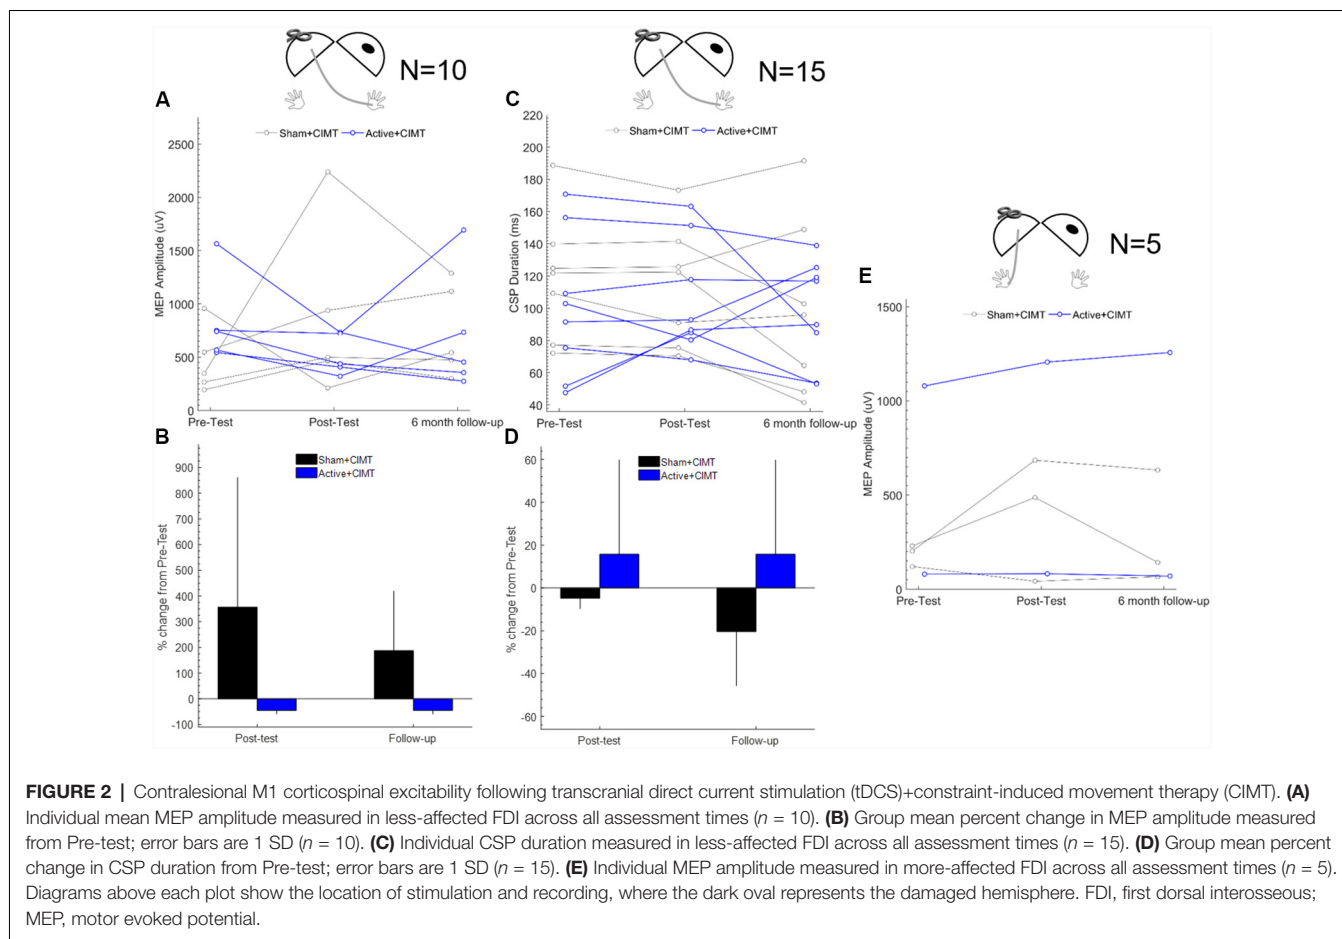 N=10
N=15
A
Sham+CIMT Active+CIMT
MEP Amplitude (uV)
2500
2000
1500
1000
500
0
Pre-Test Post-Test 6 month follow-up
C
Sham+CIMT Active+CIMT
CSP Duration (ms)
220
200
180
160
140
120
100
80
60
40
Pre-Test Post-Test 6 month follow-up
N=5
E
Sham+CIMT Active+CIMT
MEP Amplitude (uV)
1500
1000
500
0
Pre-Test Post-Test 6 month follow-up
B
Sham+CIMT
Active+CIMT
% change from Pre-Test
900
800
700
600
500
400
300
200
100
0
-100
Post-test Follow-up
D
Sham+CIMT
Active+CIMT
% change from Pre-Test
60
40
20
0
-20
-40
-60
Post-test Follow-up
FIGURE 2 | Contralesional M1 corticospinal excitability following transcranial direct current stimulation (tDCS)+constraint-induced movement therapy (CIMT). (A)
Individual mean MEP amplitude measured in less-affected FDI across all assessment times (n = 10). (B) Group mean percent change in MEP amplitude measured
from Pre-test; error bars are 1 SD (n = 10). (C) Individual CSP duration measured in less-affected FDI across all assessment times (n = 15). (D) Group mean percent
change in CSP duration from Pre-test; error bars are 1 SD (n = 15). (E) Individual MEP amplitude measured in more-affected FDI across all assessment times (n = 5).
Diagrams above each plot show the location of stimulation and recording, where the dark oval represents the damaged hemisphere. FDI, first dorsal interosseous;
MEP, motor evoked potential.